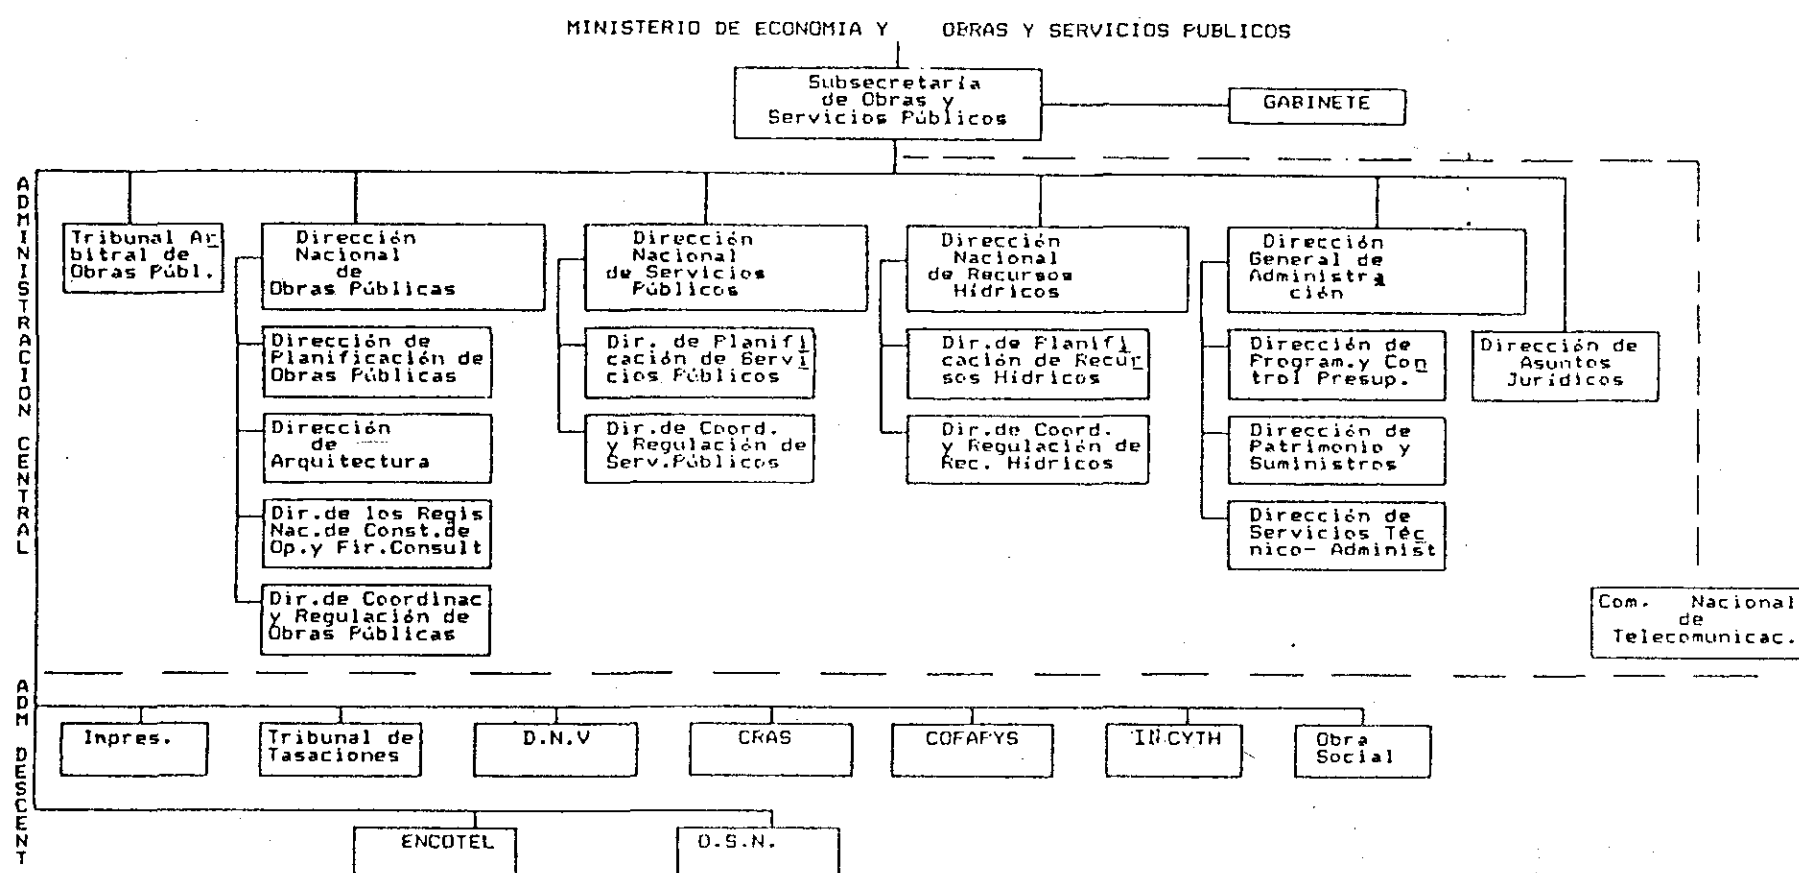 MINISTERIO DE ECONOMIA Y OBRAS Y SERVICIOS PUBLICOS
Subsecretaría
de Obras y
Servicios Públicos
GABINETE
ADMINISTRACION CENTRAL
Tribunal Ar
bitral de
Obras Públ.
Dirección
Nacional
de
Obras Públicas
Dirección de
Planificación de
Obras Públicas
Dirección
de
Arquitectura
Dir.de los Regis
Nac.de Const.de
Op.y Fir.Consult
Dir.de Coordinac
y Regulación de
Obras Públicas
Dirección
Nacional
de Servicios
Públicos
Dir. de Planifi
cación de Servi
cios Públicos
Dir.de Coord.
y Regulación de
Serv.Públicos
Dirección
Nacional
de Recursos
Hídricos
Dir.de Planifi
cación de Recur
sos Hídricos
Dir.de Coord.
y Regulación de
Rec. Hídricos
Dirección
General de
Administra
ción
Dirección de
Program.y Con
trol Presup.
Dirección de
Patrimonio y
Suministros
Dirección de
Servicios Téc
nico- Administ
Dirección de
Asuntos
Jurídicos
Com. Nacional
de
Telecomunicac.
ADM DESCENT
Inpres.
Tribunal de
Tasaciones
D.N.V
CRAS
COFAPYS
INCYTH
Obra
Social
ENCOTEL
O.S.N.